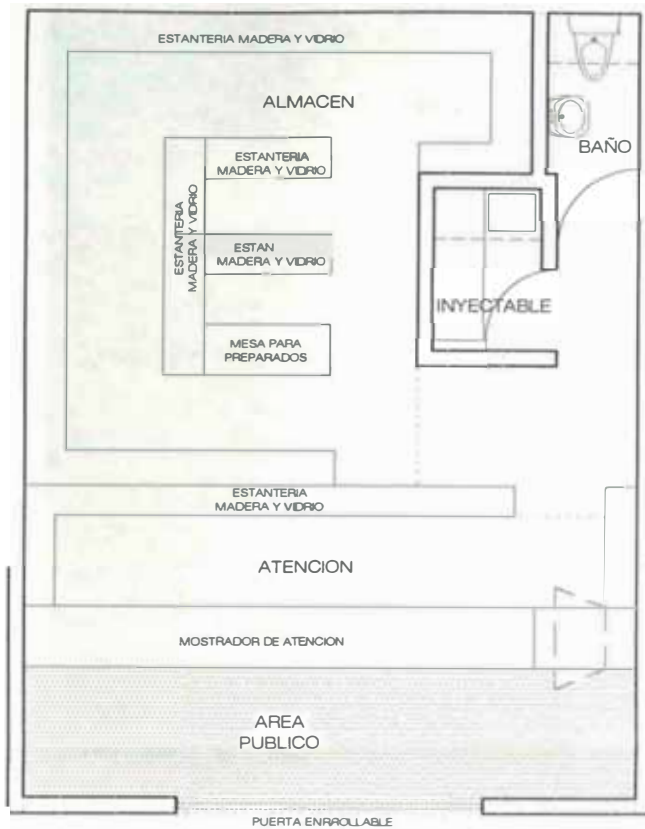 ESTANTERIA MADERA Y VIDRIO
ALMACEN
BAÑO
ESTANTERIA
MADERA Y VIDRIO
ESTANTERIA
MADERA Y VIDRIO
ESTAN
MADERA Y VIDRIO
INYECTABLE
MESA PARA
PREPARADOS
ESTANTERIA
MADERA Y VIDRIO
ATENCION
MOSTRADOR DE ATENCION
AREA
PUBLICO
PUERTA ENRROLLABLE